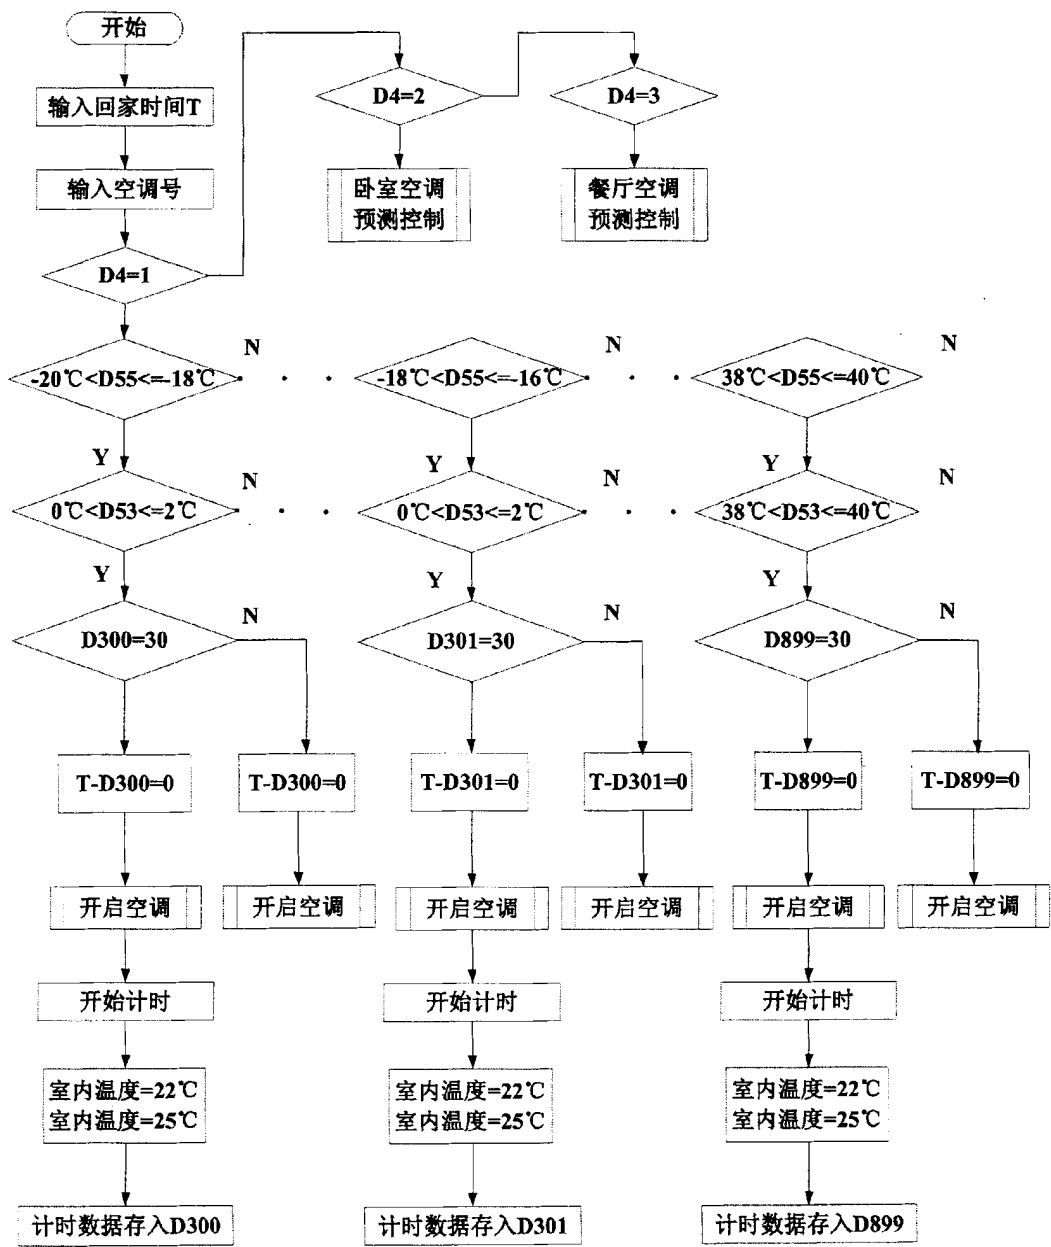 开始
D4=2
D4=3
输入回家时间T
输入空调号
卧室空调
预测控制
餐厅空调
预测控制
D4=1
N
N
N
-20℃<D55<=-18℃
-18℃<D55<=-16℃
38℃<D55<=40℃
Y
Y
Y
N
N
N
0℃<D53<=2℃
0℃<D53<=2℃
38℃<D53<=40℃
Y
Y
Y
N
N
N
D300=30
D301=30
D899=30
T-D300=0
T-D300=0
T-D301=0
T-D301=0
T-D899=0
T-D899=0
开启空调
开启空调
开启空调
开启空调
开启空调
开启空调
开始计时
开始计时
开始计时
室内温度=22℃
室内温度=25℃
室内温度=22℃
室内温度=25℃
室内温度=22℃
室内温度=25℃
计时数据存入D300
计时数据存入D301
计时数据存入D899